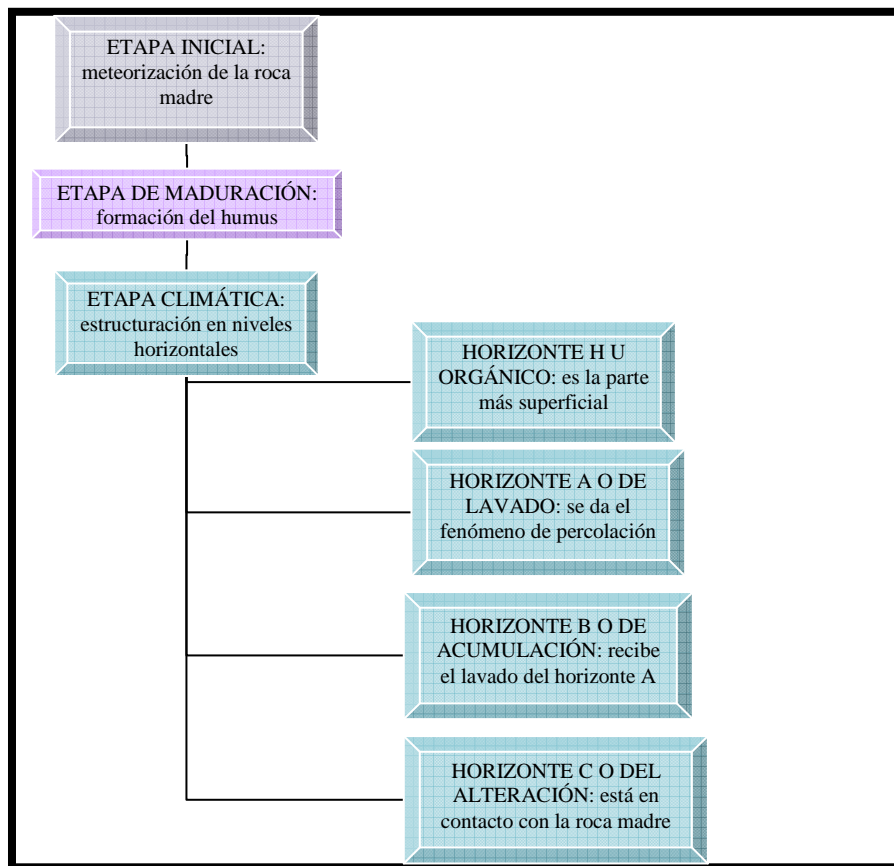 ETAPA INICIAL:
meteorización de la roca
madre
ETAPA DE MADURACIÓN:
formación del humus
ETAPA CLIMÁTICA:
estructuración en niveles
horizontales
HORIZONTE H U
ORGÁNICO: es la parte
más superficial
HORIZONTE A O DE
LAVADO: se da el
fenómeno de percolación
HORIZONTE B O DE
ACUMULACIÓN: recibe
el lavado del horizonte A
HORIZONTE C O DEL
ALTERACIÓN: está en
contacto con la roca madre